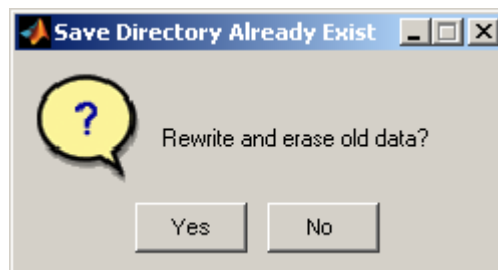 Save Directory Already Exist
?
Rewrite and erase old data?
Yes
No